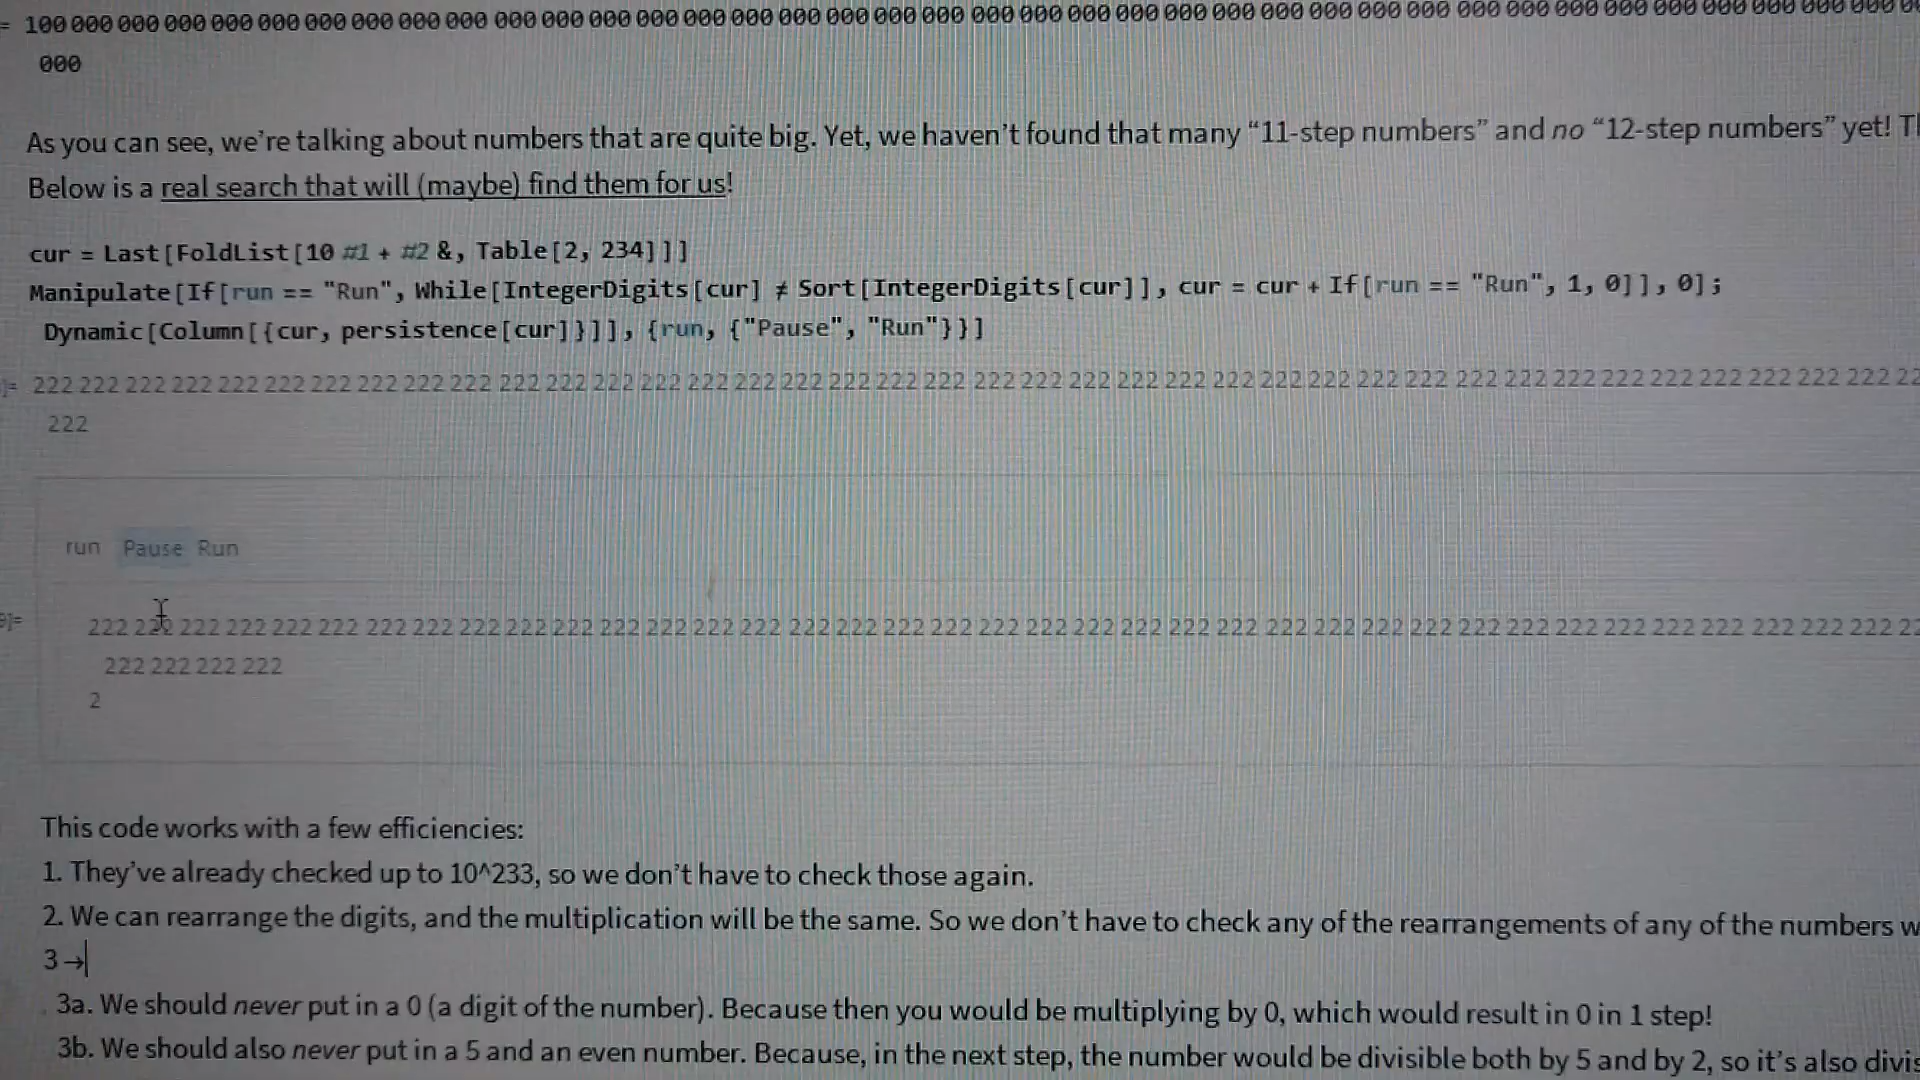 = 100 000 000 000 000 000 000 000 000 000 000 000 000 000 000 000 000 000 000 000 000 000 000 000 000 000 000 000 000 000 000 000 000 000 000 000 000 000 000
000
As you can see, we're talking about numbers that are quite big. Yet, we haven't found that many “11-step numbers” and no “12-step numbers” yet!
Below is a real search that will (maybe) find them for us!
cur = Last[FoldList[10 #1 + #2 &, Table[2, 234]]]
Manipulate[If[run == "Run", While[IntegerDigits[cur] ≠ Sort[IntegerDigits[cur]], cur = cur + If[run == "Run", 1, 0]], 0];
Dynamic[Column[{cur, persistence[cur]}]], {run, {"Pause", "Run"}}]
]= 222 222 222 222 222 222 222 222 222 222 222 222 222 222 222 222 222 222 222 222 222 222 222 222 222 222 222 222 222 222 222 222 222 222 222 222 222 222 222 22
222
run Pause Run
]= 222 222 222 222 222 222 222 222 222 222 222 222 222 222 222 222 222 222 222 222 222 222 222 222 222 222 222 222 222 222 222 222 222 222 222 222 222 222 22
222 222 222 222
2
This code works with a few efficiencies:
1. They've already checked up to 10^233, so we don't have to check those again.
2. We can rearrange the digits, and the multiplication will be the same. So we don't have to check any of the rearrangements of any of the numbers
3→
3a. We should never put in a 0 (a digit of the number). Because then you would be multiplying by 0, which would result in 0 in 1 step!
3b. We should also never put in a 5 and an even number. Because, in the next step, the number would be divisible both by 5 and by 2, so it's also